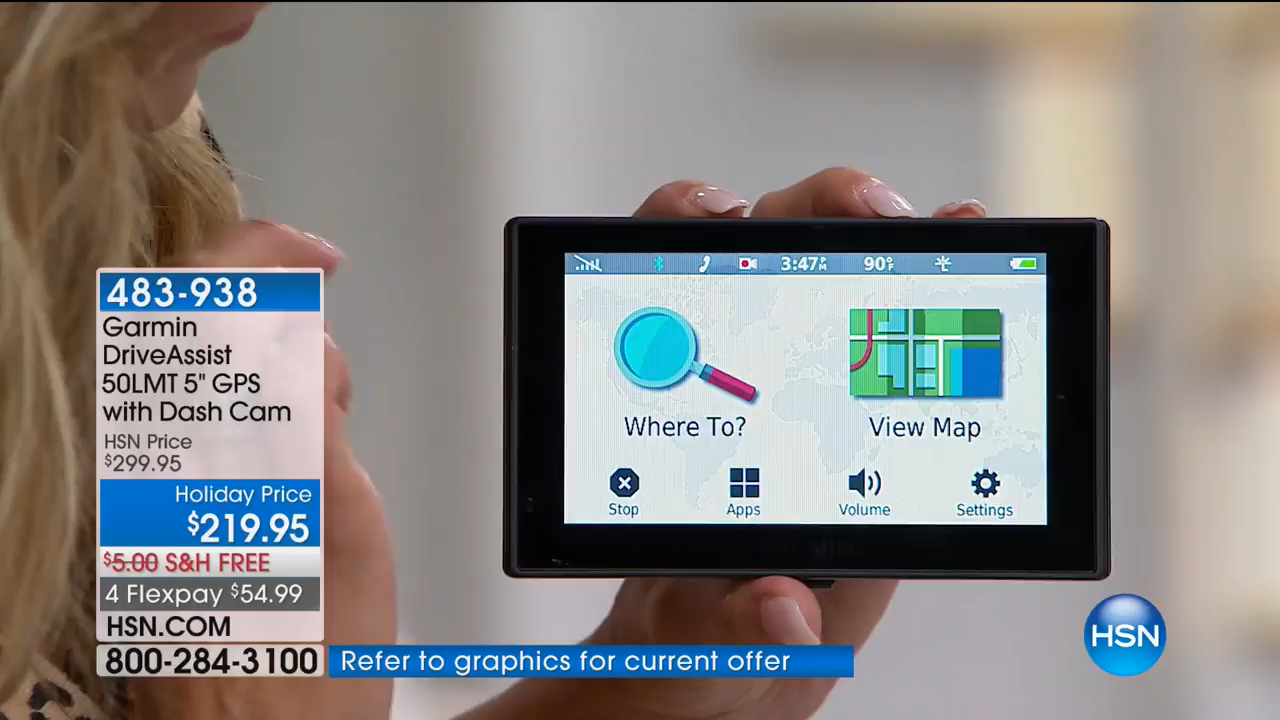 483-938
Garmin
DriveAssist
50LMT 5" GPS
with Dash Cam
HSN Price
$299.95
Holiday Price
$219.95
$5.00 S&H FREE
4 Flexpay $54.99
HSN.COM
800-284-3100
Refer to graphics for current offer
3:47 90°F
Where To?
View Map
Stop
Apps
Volume
Settings
HSN